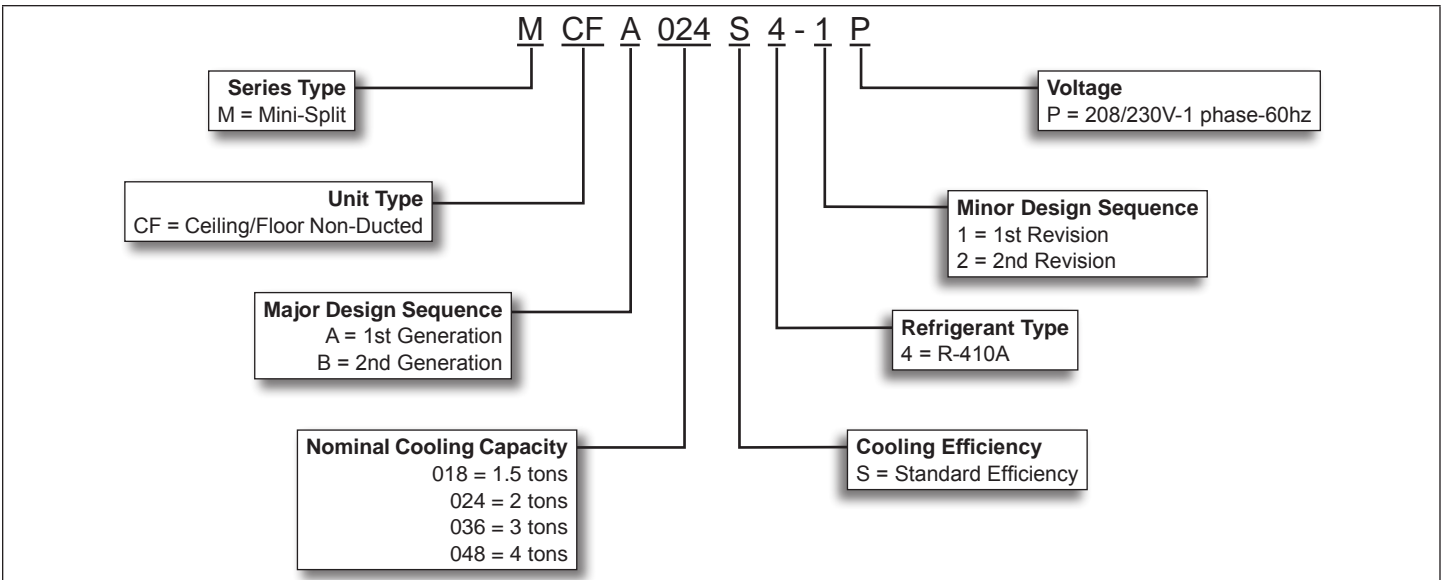 M CF A 024 S 4 - 1 P
Series Type
M = Mini-Split
Voltage
P = 208/230V-1 phase-60hz
Unit Type
CF = Ceiling/Floor Non-Ducted
Minor Design Sequence
1 = 1st Revision
2 = 2nd Revision
Major Design Sequence
A = 1st Generation
B = 2nd Generation
Refrigerant Type
4 = R-410A
Nominal Cooling Capacity
018 = 1.5 tons
024 = 2 tons
036 = 3 tons
048 = 4 tons
Cooling Efficiency
S = Standard Efficiency